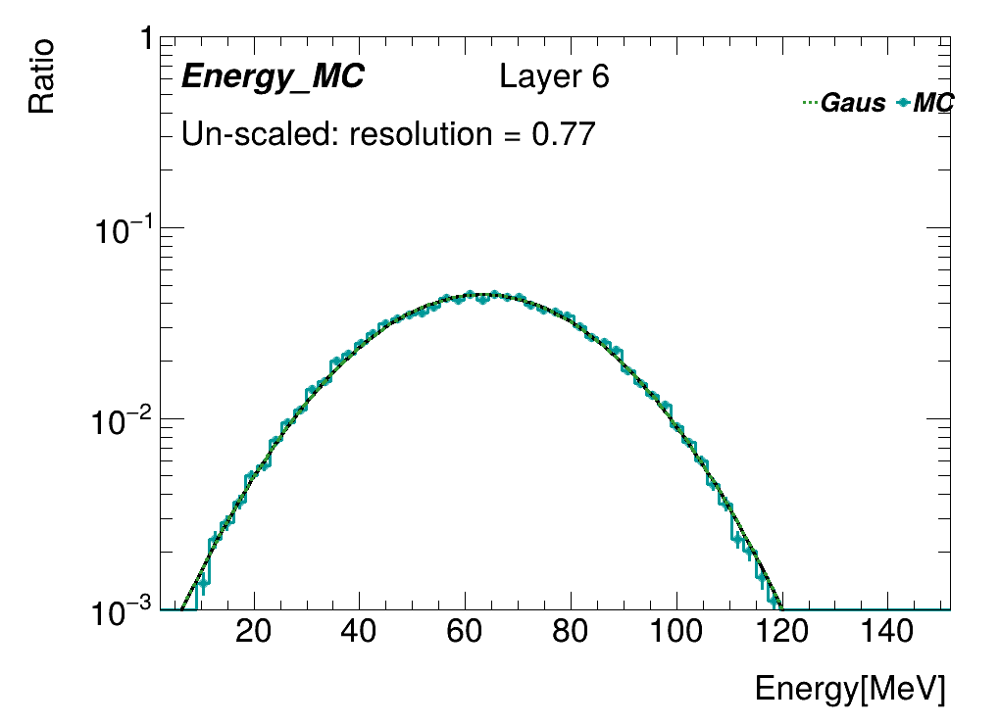 Ratio
Energy_MC Layer 6
Gaus MC
Un-scaled: resolution = 0.77
1
10⁻¹
10⁻²
10⁻³
20 40 60 80 100 120 140
Energy[MeV]